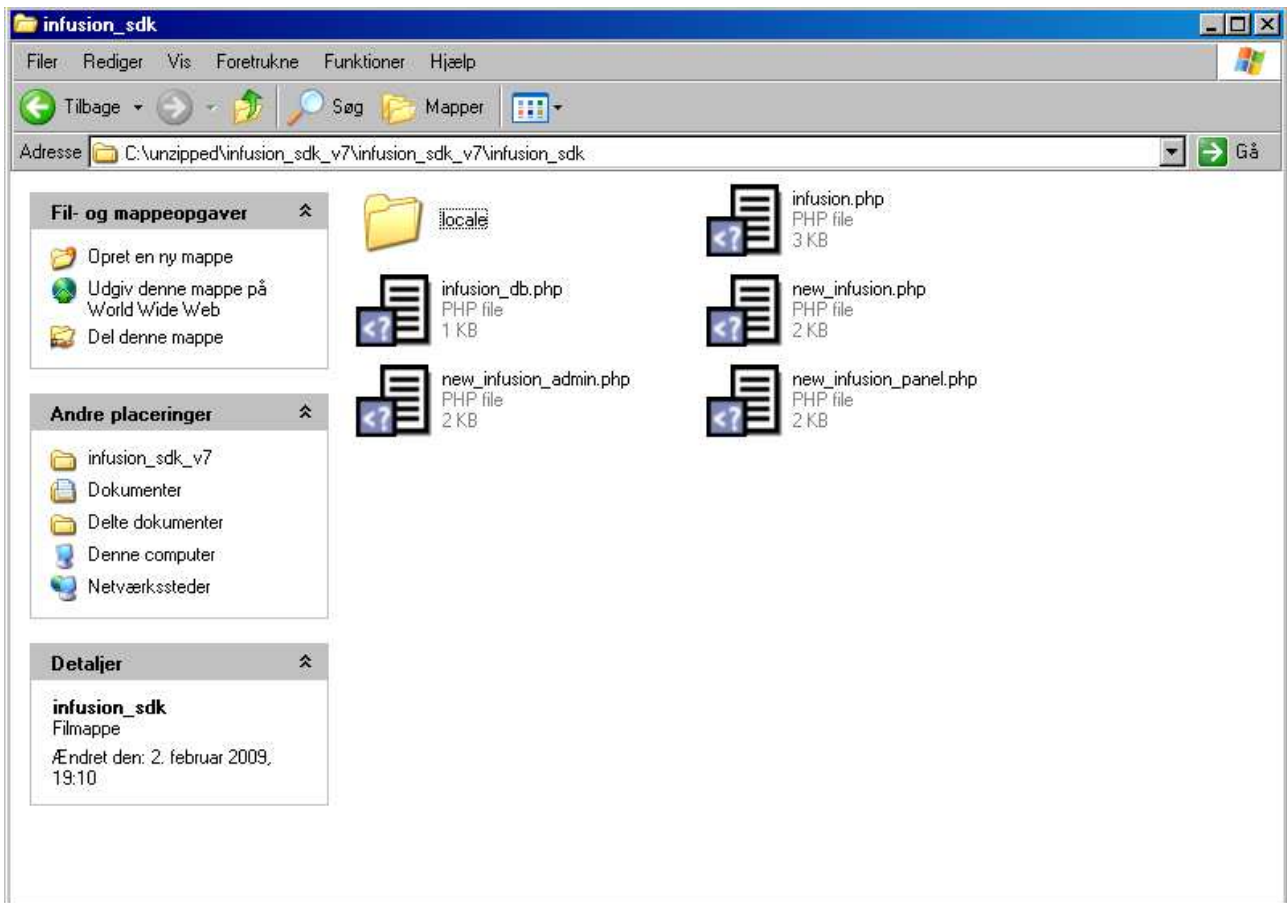 infusion_sdk
Filer Rediger Vis Foretrukne Funktioner Hjælp
Tilbage Søg Mapper
Adresse C:\unzipped\infusion_sdk_v7\infusion_sdk_v7\infusion_sdk Gå
Fil- og mappeopgaver
Opret en ny mappe
Udgiv denne mappe på
World Wide Web
Del denne mappe
Andre placeringer
infusion_sdk_v7
Dokumenter
Delte dokumenter
Denne computer
Netværkssteder
Detaljer
infusion_sdk
Filmappe
Ændret den: 2. februar 2009,
19:10
locale
infusion.php
PHP file
3 KB
infusion_db.php
PHP file
1 KB
new_infusion.php
PHP file
2 KB
new_infusion_admin.php
PHP file
2 KB
new_infusion_panel.php
PHP file
2 KB